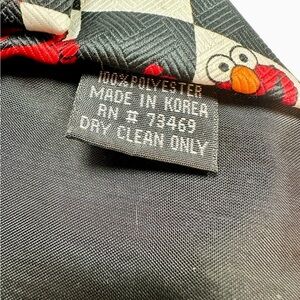 100% POLYESTER
MADE IN KOREA
RN # 73469
DRY CLEAN ONLY